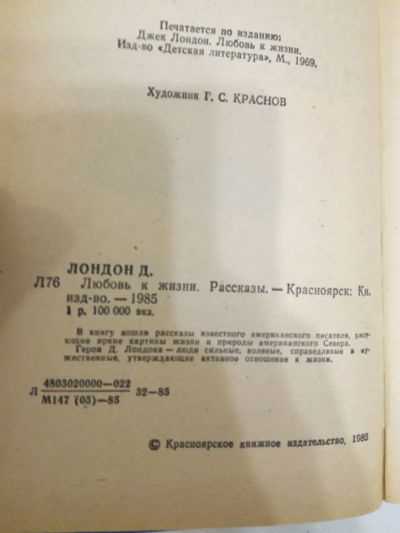 Печатается по изданию:
Джек Лондон. Любовь к жизни.
Изд-во «Детская литература», М., 1969.
Художник Г. С. КРАСНОВ
ЛОНДОН Д.
Л76 Любовь к жизни. Рассказы. — Красноярск: Кн.
изд-во. — 1985
1 р. 100 000 экз.
В книгу вошли рассказы известного американского писателя, рису-
ющие яркие картины жизни и природы американского Севера.
Герои Д. Лондона — люди сильные, волевые, справедливые и му-
жественные, утверждающие активное отношение к жизни.
Л 4803020000—022 32—85
М147 (03)—85
© Красноярское книжное издательство, 1985